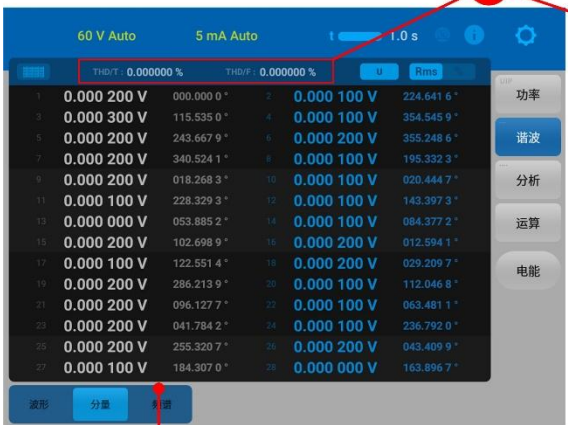 60 V Auto 5 mA Auto t 1.0 s
THD/T : 0.000000 % THD/F : 0.000000 % U Rms %
1 0.000 200 V 000.000 0 ° 2 0.000 100 V 224.641 6 °
3 0.000 300 V 115.535 0 ° 4 0.000 100 V 354.545 9 °
5 0.000 200 V 243.667 9 ° 6 0.000 200 V 355.248 6 °
7 0.000 200 V 340.524 1 ° 8 0.000 100 V 195.332 3 °
9 0.000 200 V 018.268 3 ° 10 0.000 100 V 020.444 7 °
11 0.000 100 V 228.329 3 ° 12 0.000 100 V 143.397 3 °
13 0.000 000 V 053.885 2 ° 14 0.000 100 V 084.377 2 °
15 0.000 200 V 102.698 9 ° 16 0.000 200 V 012.594 1 °
17 0.000 100 V 122.551 4 ° 18 0.000 200 V 029.209 7 °
19 0.000 200 V 286.213 9 ° 20 0.000 100 V 112.046 8 °
21 0.000 200 V 096.127 7 ° 22 0.000 100 V 063.481 1 °
23 0.000 200 V 041.784 2 ° 24 0.000 100 V 236.792 0 °
25 0.000 200 V 255.320 7 ° 26 0.000 200 V 043.409 9 °
27 0.000 100 V 184.307 0 ° 28 0.000 000 V 163.896 7 °
功率
谐波
分析
运算
电能
波形 分量 频谱